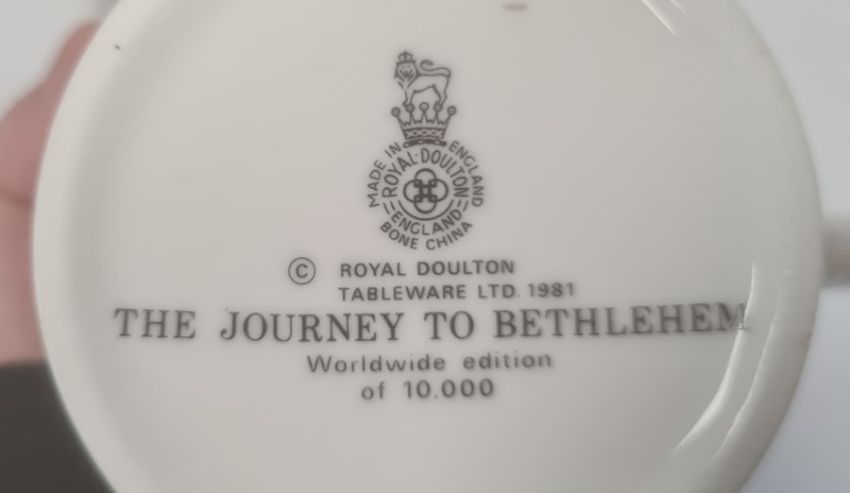 MADE IN ENGLAND
ROYAL·DOULTON
ENGLAND
BONE CHINA
© ROYAL DOULTON
TABLEWARE LTD. 1981
THE JOURNEY TO BETHLEHEM
Worldwide edition
of 10.000